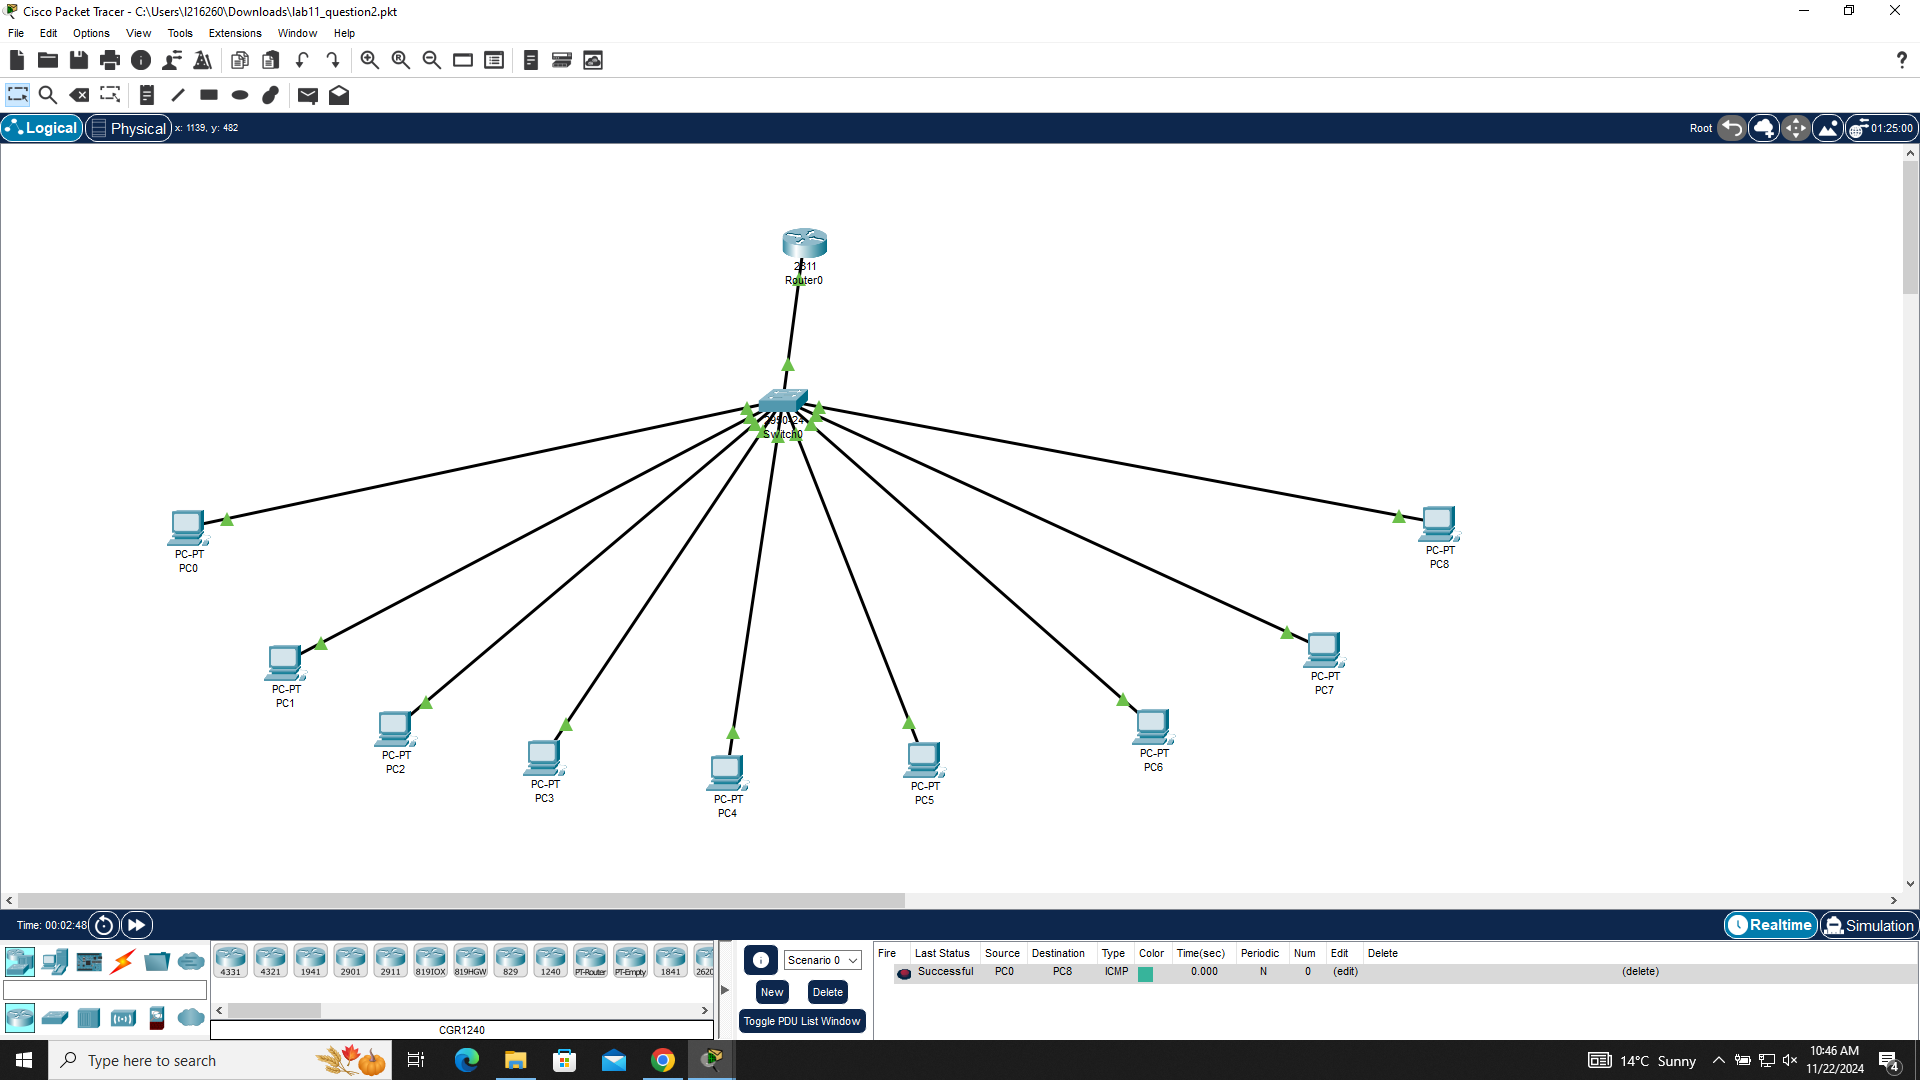 Cisco Packet Tracer - C:\Users\I216260\Downloads\lab11_question2.pkt
File Edit Options View Tools Extensions Window Help
Logical Physical x: 1139, y: 482 Root 01:25:00
2811
Router0
2950-24
Switch0
PC-PT
PC0
PC-PT
PC8
PC-PT
PC1
PC-PT
PC7
PC-PT
PC2
PC-PT
PC6
PC-PT
PC3
PC-PT
PC5
PC-PT
PC4
Time: 00:02:48 Realtime Simulation
4331 4321 1941 2901 2911 819IOX 819HGW 829 1240 PT-Router PT-Empty 1841 2620
CGR1240
Scenario 0
New Delete
Toggle PDU List Window
Fire Last Status Source Destination Type Color Time(sec) Periodic Num Edit Delete
Successful PC0 PC8 ICMP 0.000 N 0 (edit) (delete)
Type here to search
14°C Sunny
10:46 AM
11/22/2024
4